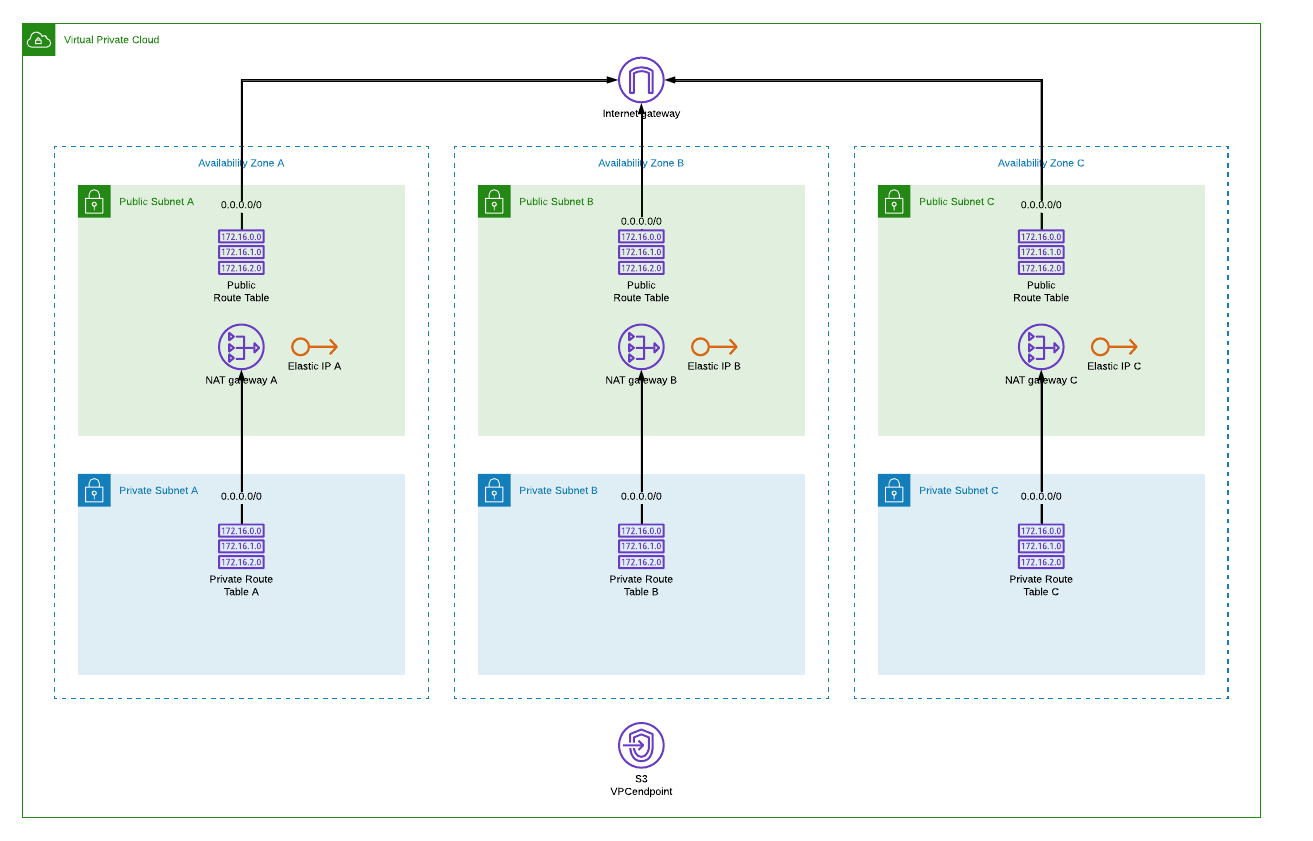 Virtual Private Cloud
Internet gateway
Availability Zone A
Public Subnet A
0.0.0.0/0
172.16.0.0
172.16.1.0
172.16.2.0
Public
Route Table
NAT gateway A
Elastic IP A
Private Subnet A
0.0.0.0/0
172.16.0.0
172.16.1.0
172.16.2.0
Private Route
Table A
Availability Zone B
Public Subnet B
0.0.0.0/0
172.16.0.0
172.16.1.0
172.16.2.0
Public
Route Table
NAT gateway B
Elastic IP B
Private Subnet B
0.0.0.0/0
172.16.0.0
172.16.1.0
172.16.2.0
Private Route
Table B
Availability Zone C
Public Subnet C
0.0.0.0/0
172.16.0.0
172.16.1.0
172.16.2.0
Public
Route Table
NAT gateway C
Elastic IP C
Private Subnet C
0.0.0.0/0
172.16.0.0
172.16.1.0
172.16.2.0
Private Route
Table C
S3
VPCendpoint